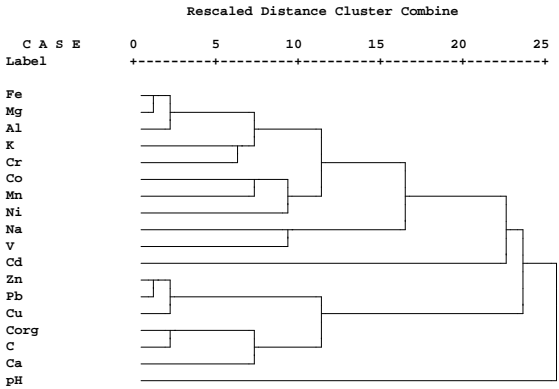 Rescaled Distance Cluster Combine
C A S E 0 5 10 15 20 25
Label +---------+---------+---------+---------+---------+
Fe
Mg
Al
K
Cr
Co
Mn
Ni
Na
V
Cd
Zn
Pb
Cu
Corg
C
Ca
pH